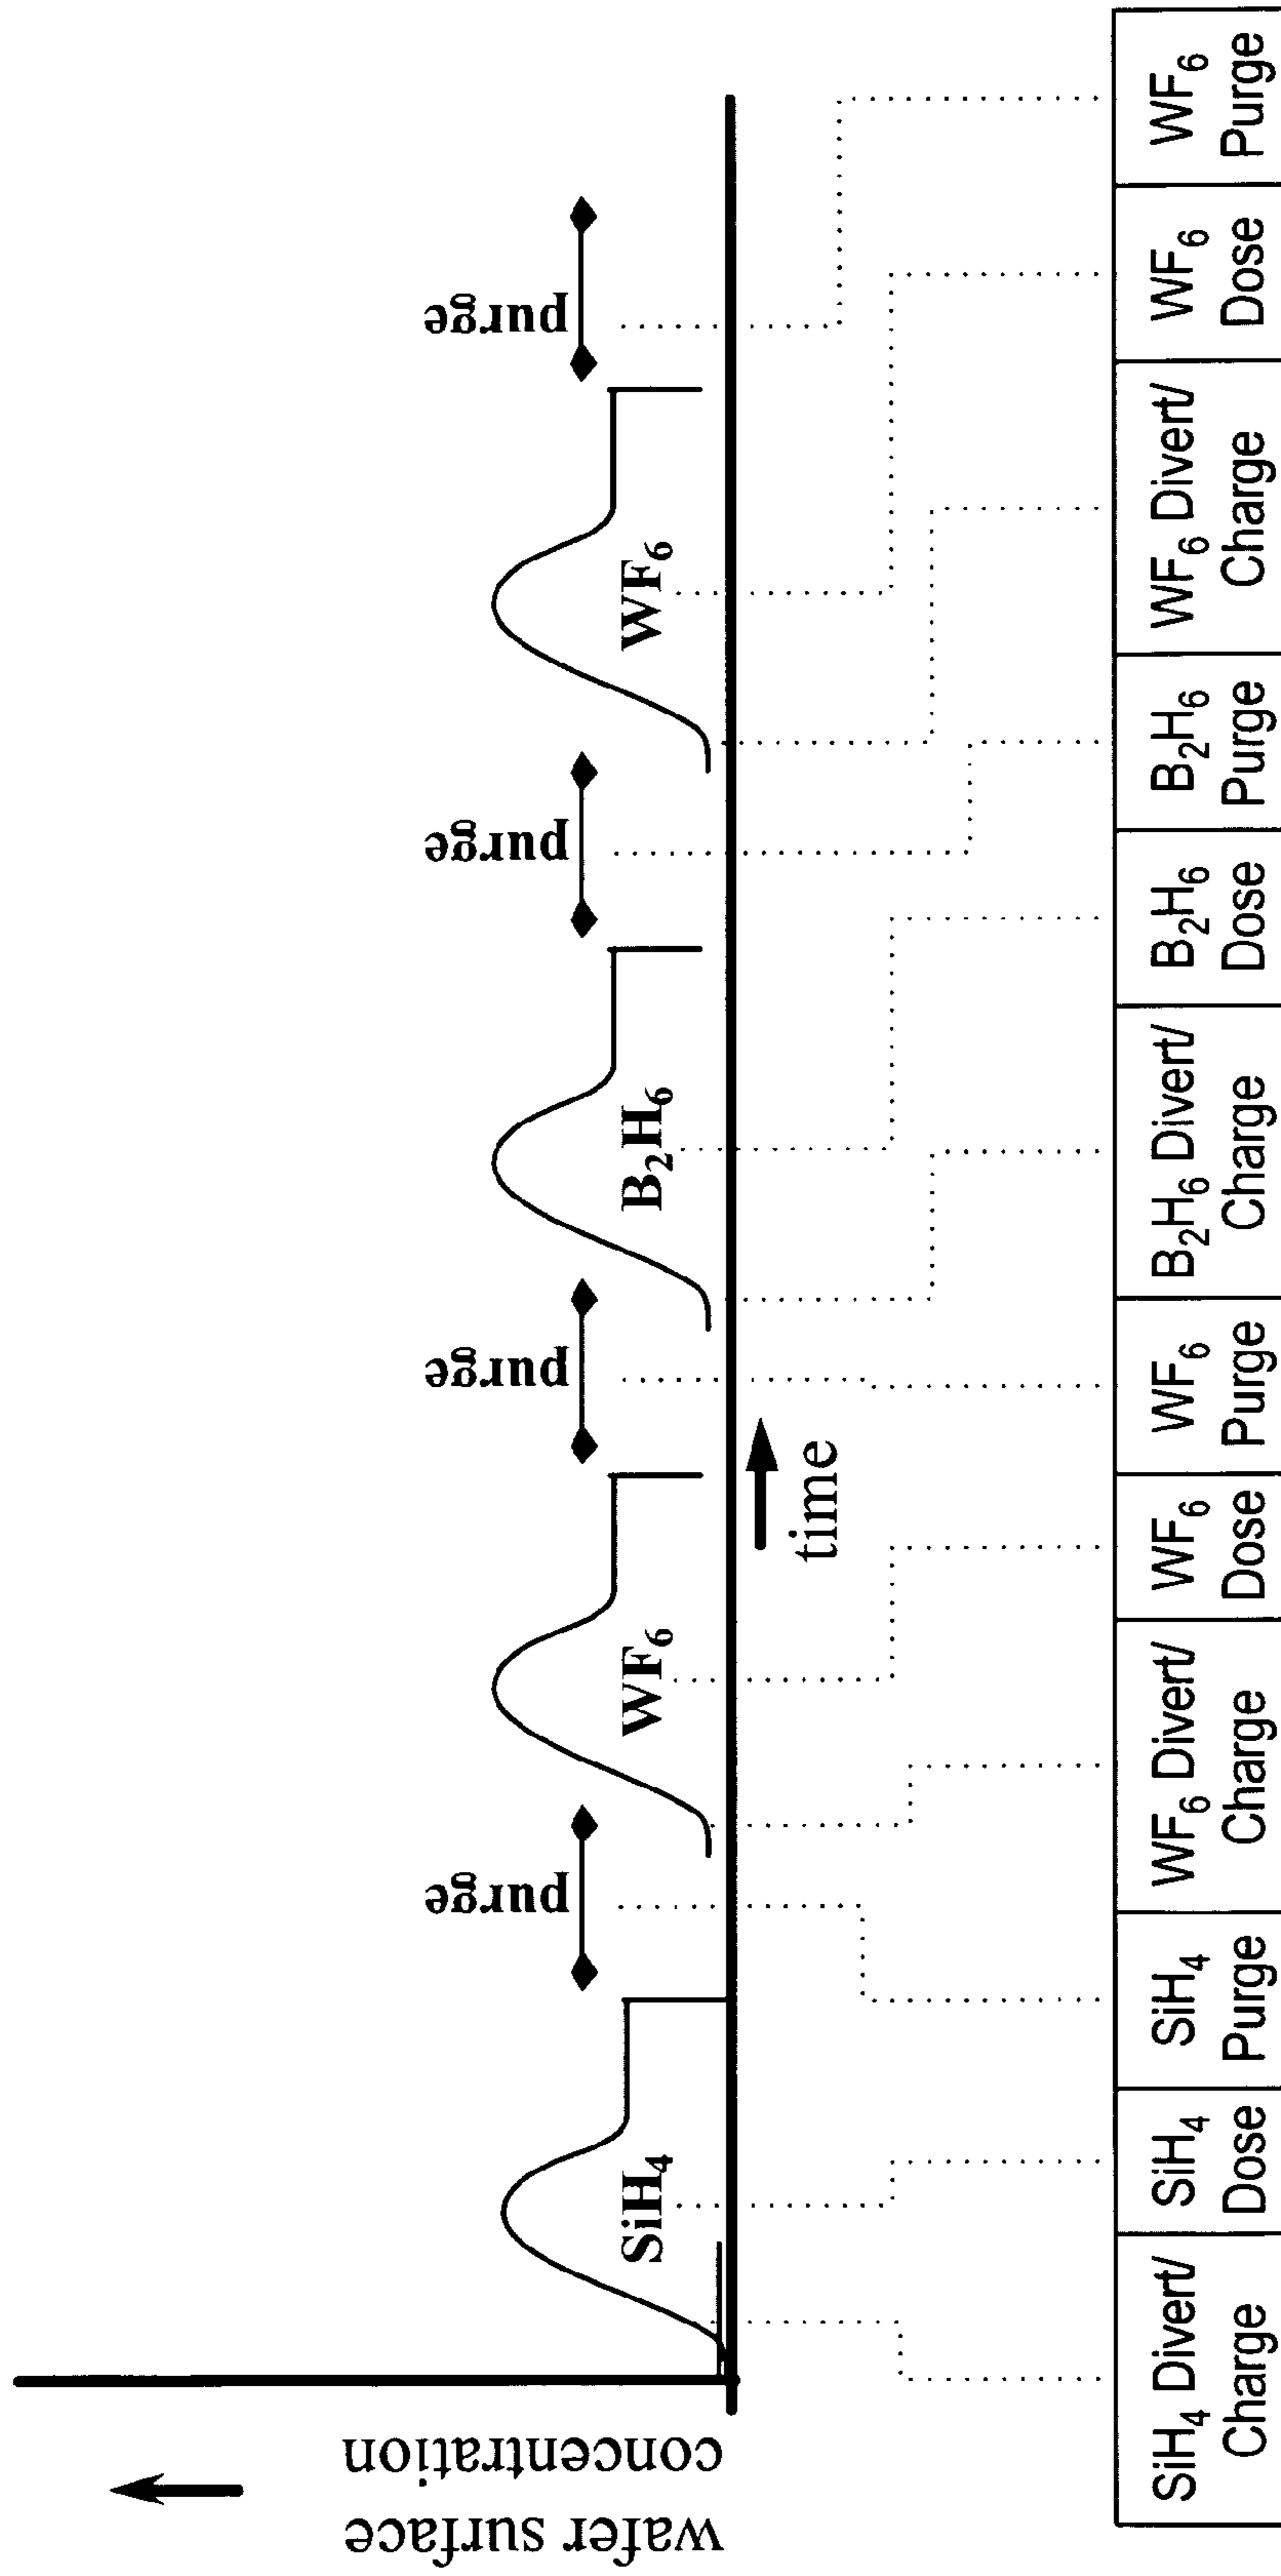 wafer surface
concentration
SiH4
purge
WF6
purge
B2H6
purge
WF6
purge
time
SiH4 Divert/
Charge
SiH4
Dose
SiH4
Purge
WF6 Divert/
Charge
WF6
Dose
WF6
Purge
B2H6 Divert/
Charge
B2H6
Dose
B2H6
Purge
WF6 Divert/
Charge
WF6
Dose
WF6
Purge